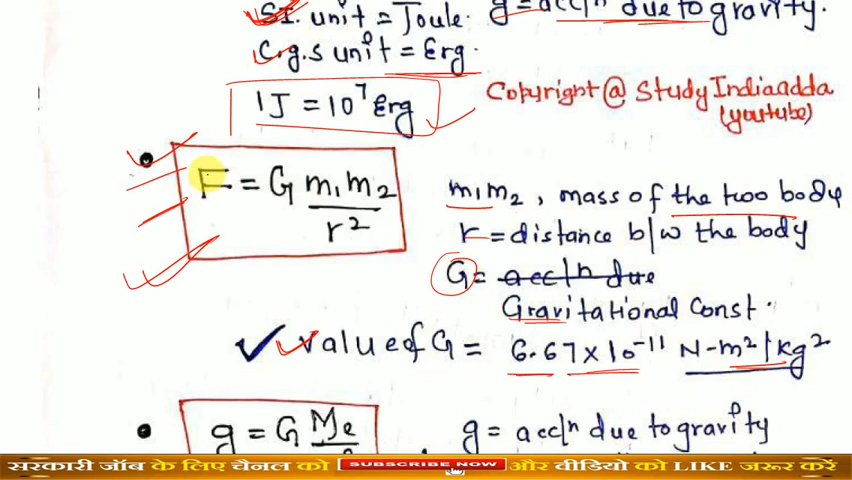 S.I. unit = Joule.
g = accln due to gravity.
C.g.s unit = Erg.
1J = 10⁷ Erg
Copyright@ StudyIndiaadda
(youtube)
F = G m₁m₂ / r²
m₁m₂, mass of the two body
r = distance b/w the body
G = accln due
Gravitational Const.
Value of G = 6.67×10⁻¹¹ N-m²/kg²
g = G Me
g = accln due to gravity
सरकारी जॉब के लिए चैनल को SUBSCRIBE NOW और वीडियो को LIKE जरूर करें